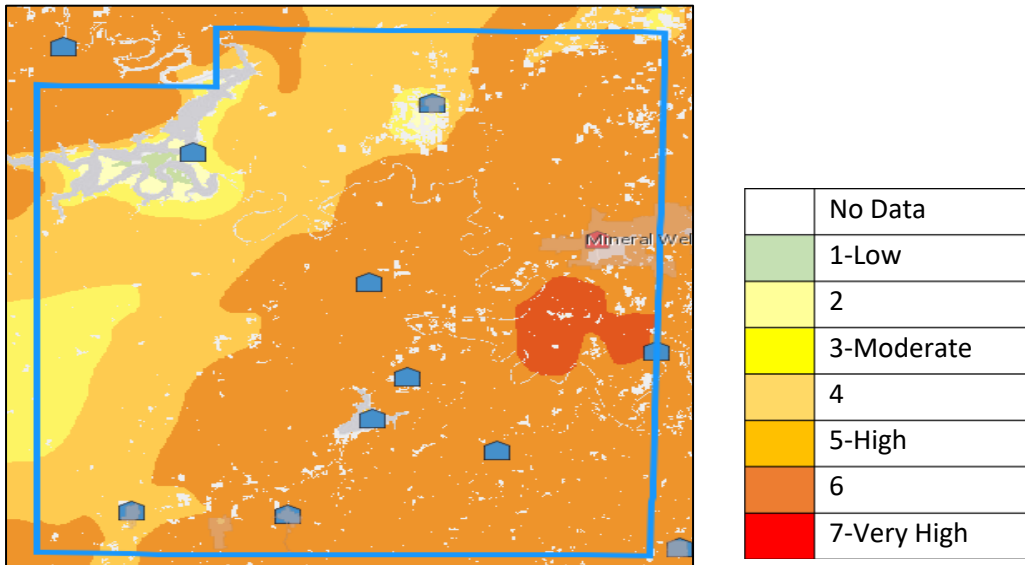 Mineral Wel
No Data
1-Low
2
3-Moderate
4
5-High
6
7-Very High